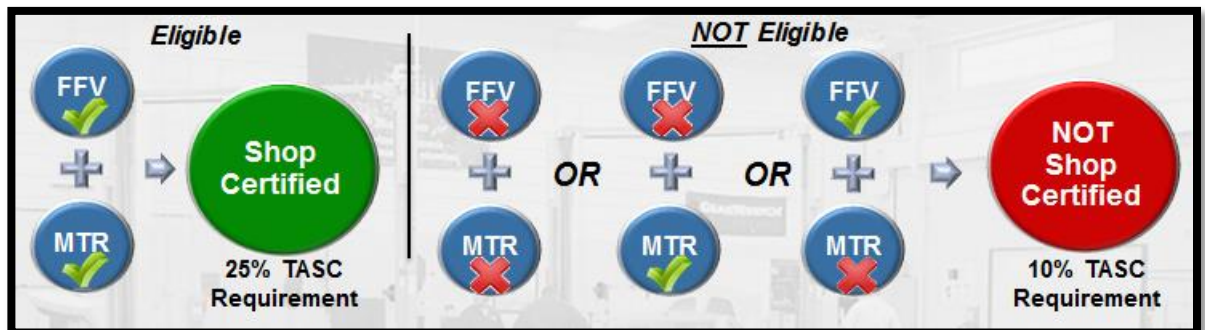 Eligible
FFV
MTR
Shop
Certified
25% TASC
Requirement
NOT Eligible
FFV
MTR
OR
FFV
MTR
OR
FFV
MTR
NOT
Shop
Certified
10% TASC
Requirement